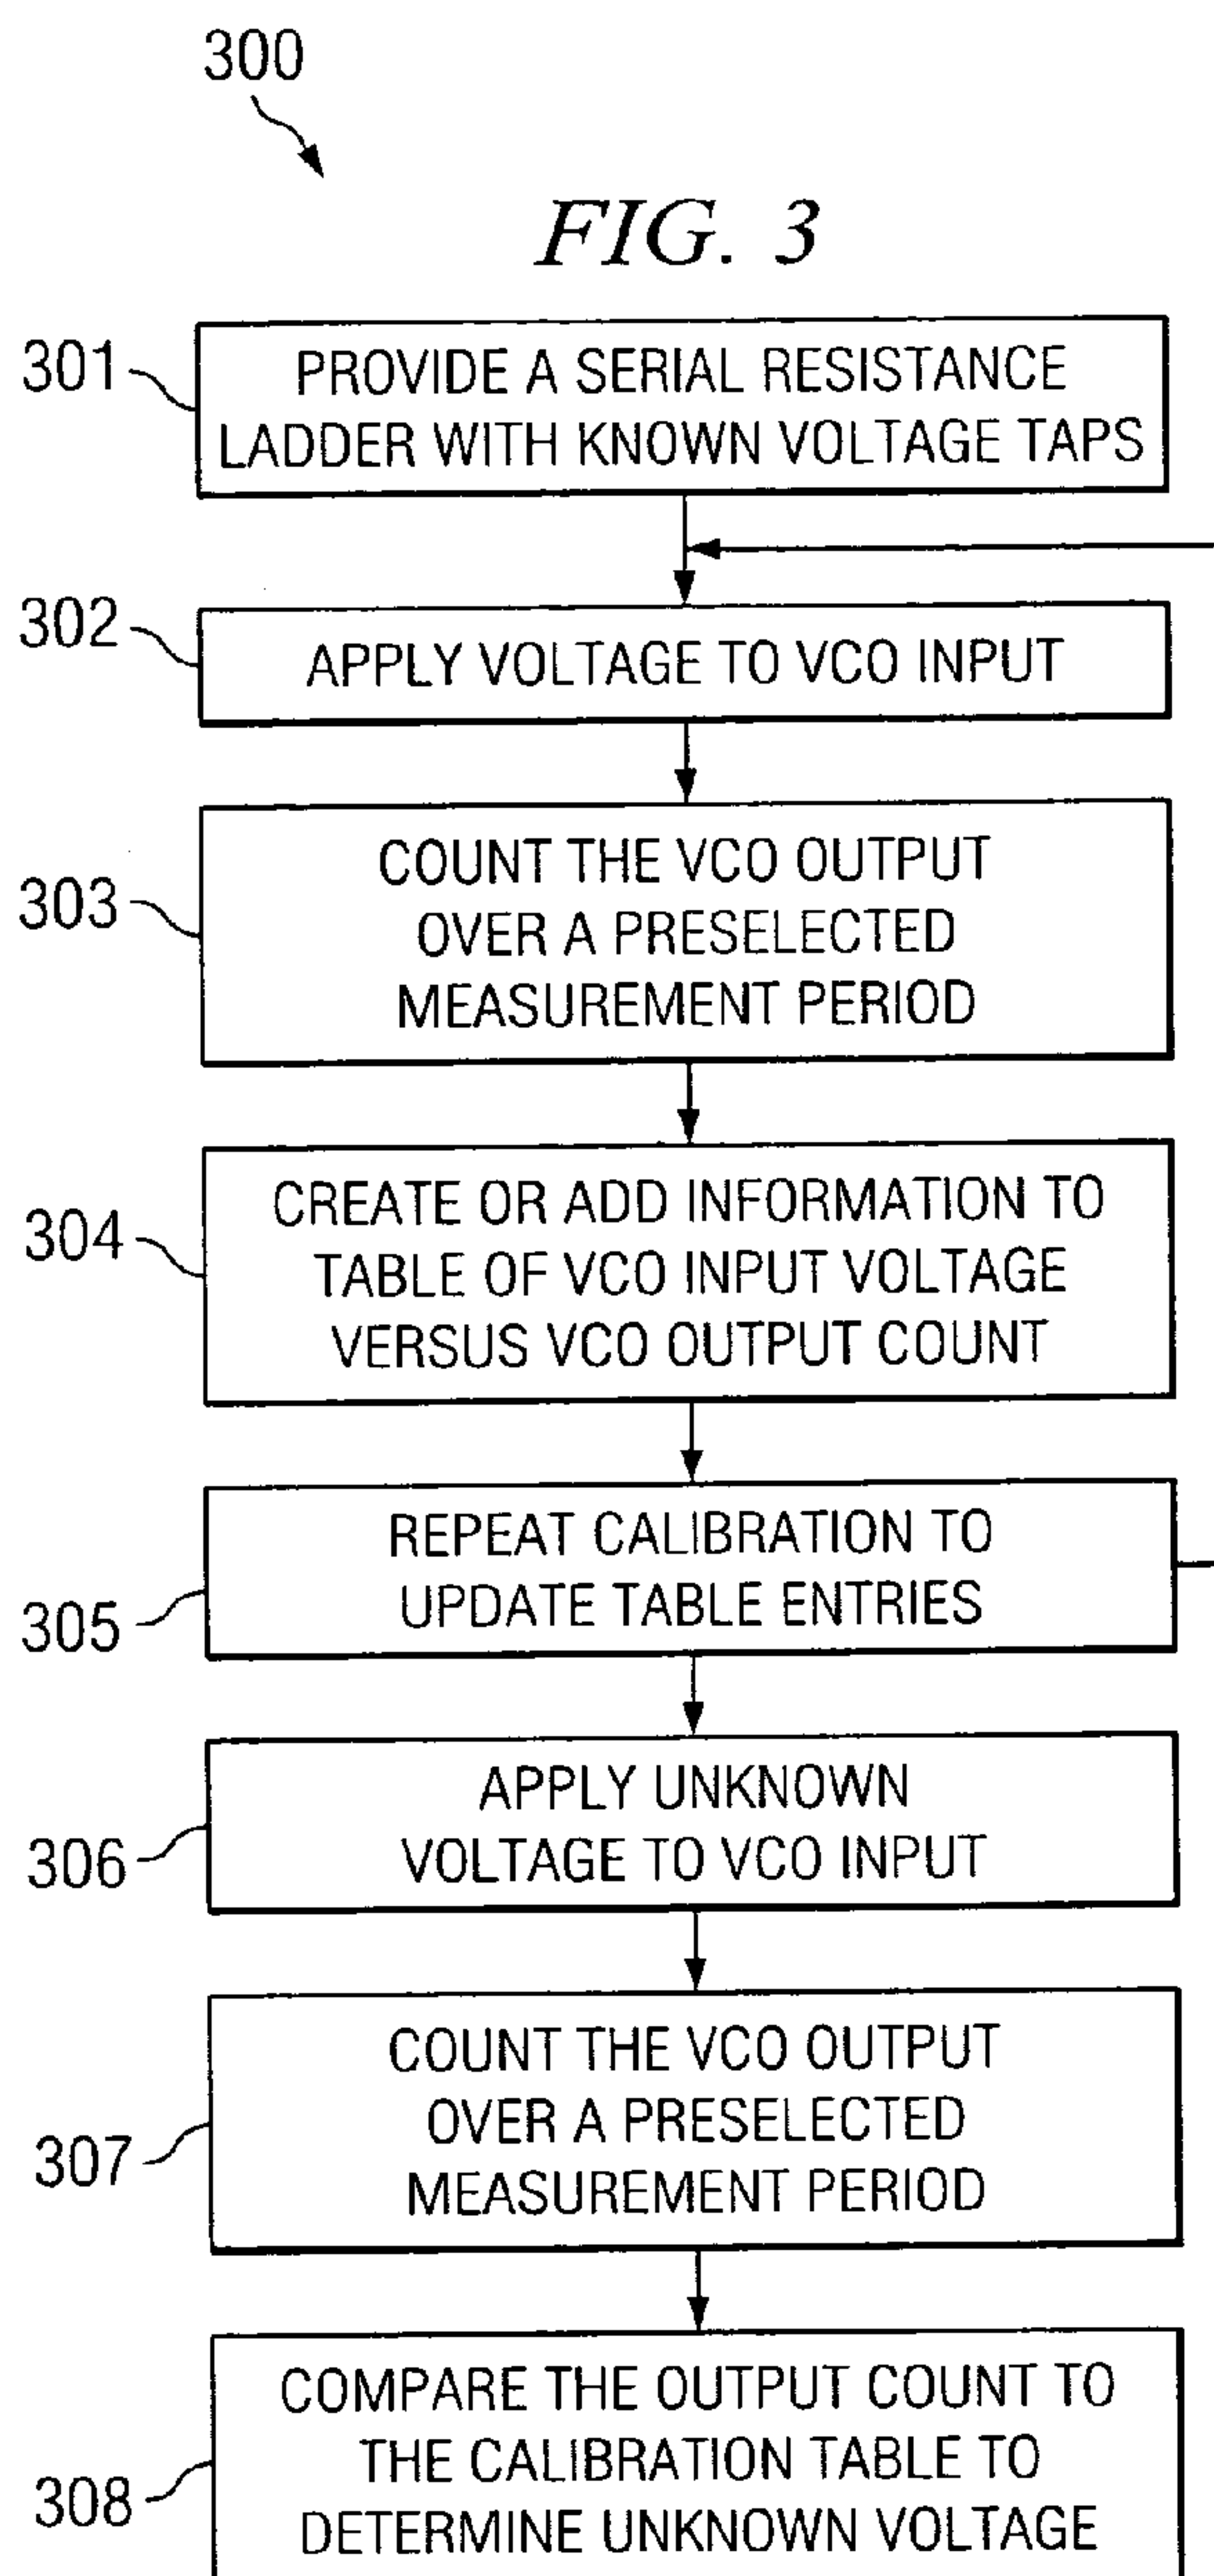 300
FIG. 3
301
PROVIDE A SERIAL RESISTANCE
LADDER WITH KNOWN VOLTAGE TAPS
302
APPLY VOLTAGE TO VCO INPUT
303
COUNT THE VCO OUTPUT
OVER A PRESELECTED
MEASUREMENT PERIOD
304
CREATE OR ADD INFORMATION TO
TABLE OF VCO INPUT VOLTAGE
VERSUS VCO OUTPUT COUNT
305
REPEAT CALIBRATION TO
UPDATE TABLE ENTRIES
306
APPLY UNKNOWN
VOLTAGE TO VCO INPUT
307
COUNT THE VCO OUTPUT
OVER A PRESELECTED
MEASUREMENT PERIOD
308
COMPARE THE OUTPUT COUNT TO
THE CALIBRATION TABLE TO
DETERMINE UNKNOWN VOLTAGE